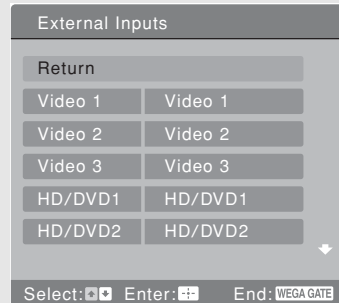 External Inputs
Return
Video 1 Video 1
Video 2 Video 2
Video 3 Video 3
HD/DVD1 HD/DVD1
HD/DVD2 HD/DVD2
Select: Enter: End: WEGA GATE